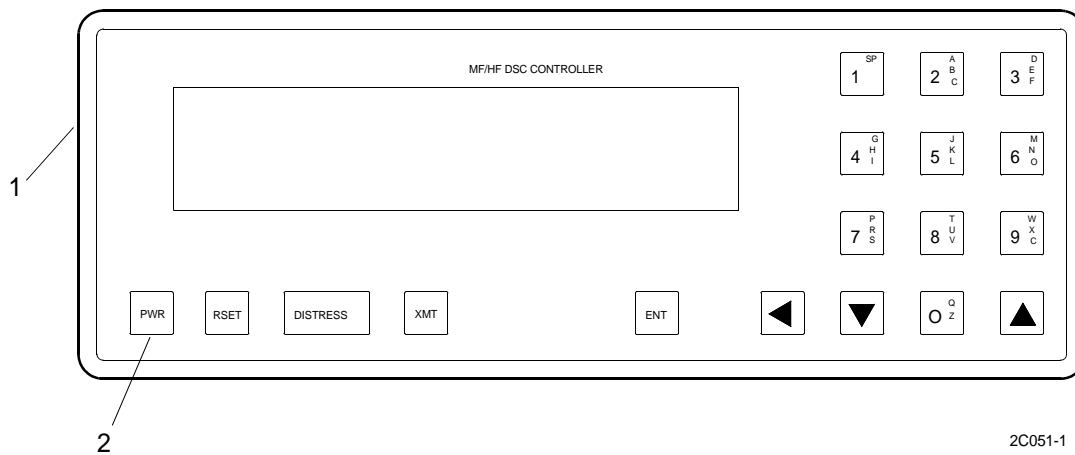 MF/HF DSC CONTROLLER
1 SP
2 A B C
3 D E F
4 G H I
5 J K L
6 M N O
7 P R S
8 T U V
9 W X C
PWR
RSET
DISTRESS
XMT
ENT
O Q Z
1
2
2C051-1